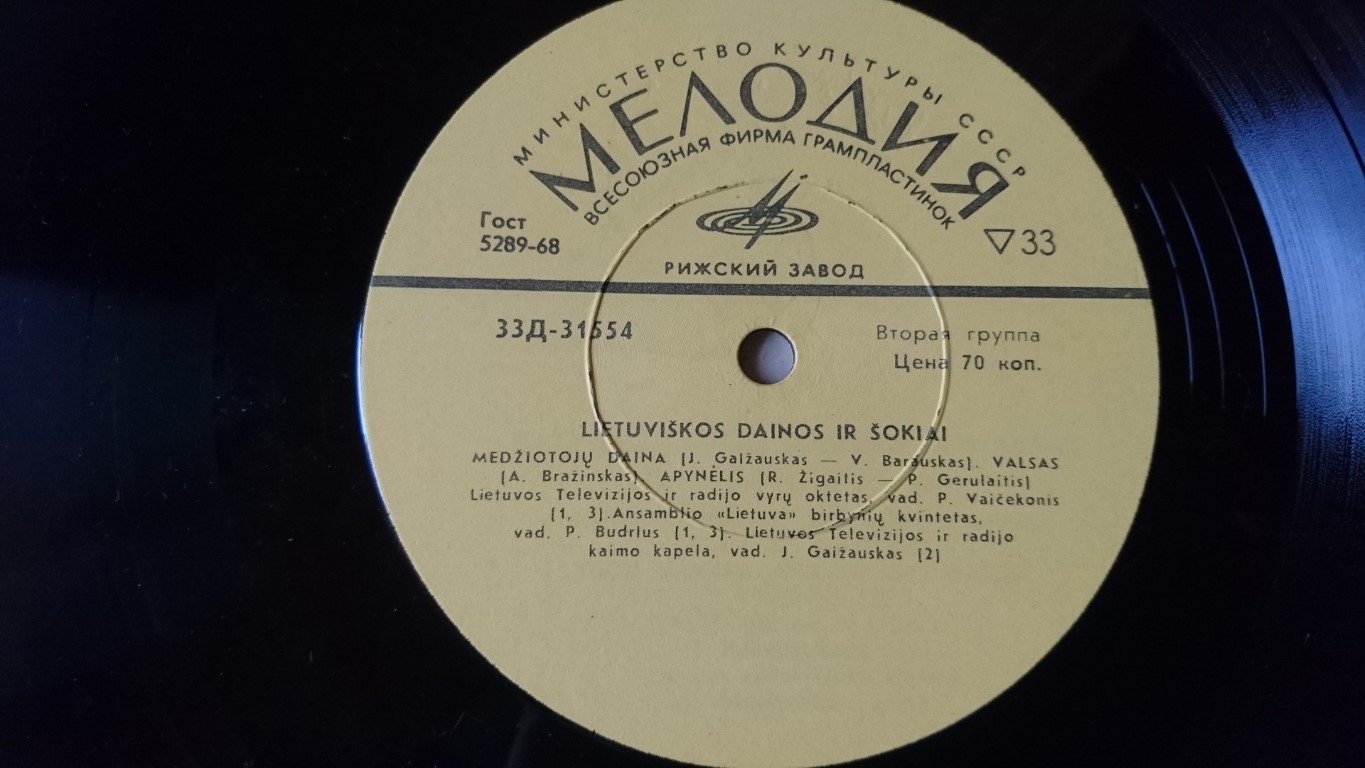 МИНИСТЕРСТВО КУЛЬТУРЫ СССР
МЕЛОДИЯ
ВСЕСОЮЗНАЯ ФИРМА ГРАМПЛАСТИНОК
Гост
5289-68
▽33
РИЖСКИЙ ЗАВОД
33Д-31554
Вторая группа
Цена 70 коп.
LIETUVIŠKOS DAINOS IR ŠOKIAI
MEDŽIOTOJŲ DAINA (J. Gaižauskas — V. Barauskas). VALSAS
(A. Bražinskas). APYNĖLIS (R. Žigaitis — P. Gerulaitis)
Lietuvos Televizijos ir radijo vyrų oktetas, vad. P. Vaičekonis
(1, 3). Ansamblio «Lietuva» birbynių kvintetas,
vad. P. Budrius (1, 3). Lietuvos Televizijos ir radijo
kaimo kapela, vad. J. Gaižauskas (2)